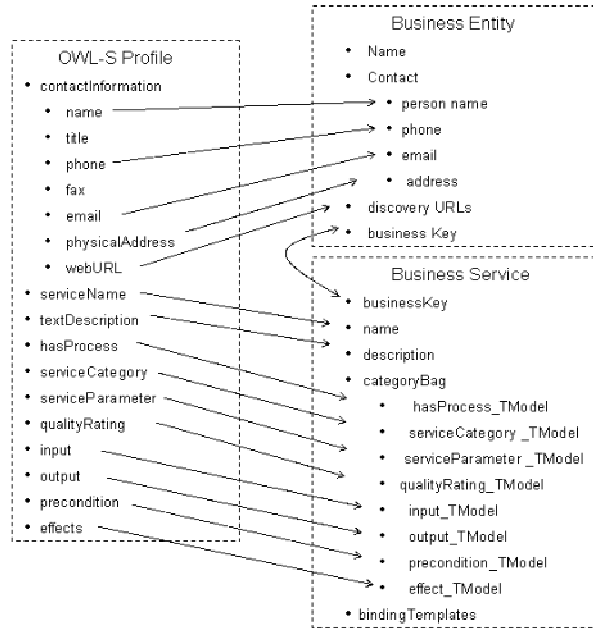 OWL-S Profile
• contactInformation
• name
• title
• phone
• fax
• email
• physicalAddress
• webURL
• serviceName
• textDescription
• hasProcess
• serviceCategory
• serviceParameter
• qualityRating
• input
• output
• precondition
• effects
Business Entity
• Name
• Contact
• person name
• phone
• email
• address
• discovery URLs
• business Key
Business Service
• businessKey
• name
• description
• categoryBag
• hasProcess_TModel
• serviceCategory _TModel
• serviceParameter _TModel
• qualityRating_TModel
• input_TModel
• output_TModel
• precondition_TModel
• effect_TModel
• bindingTemplates